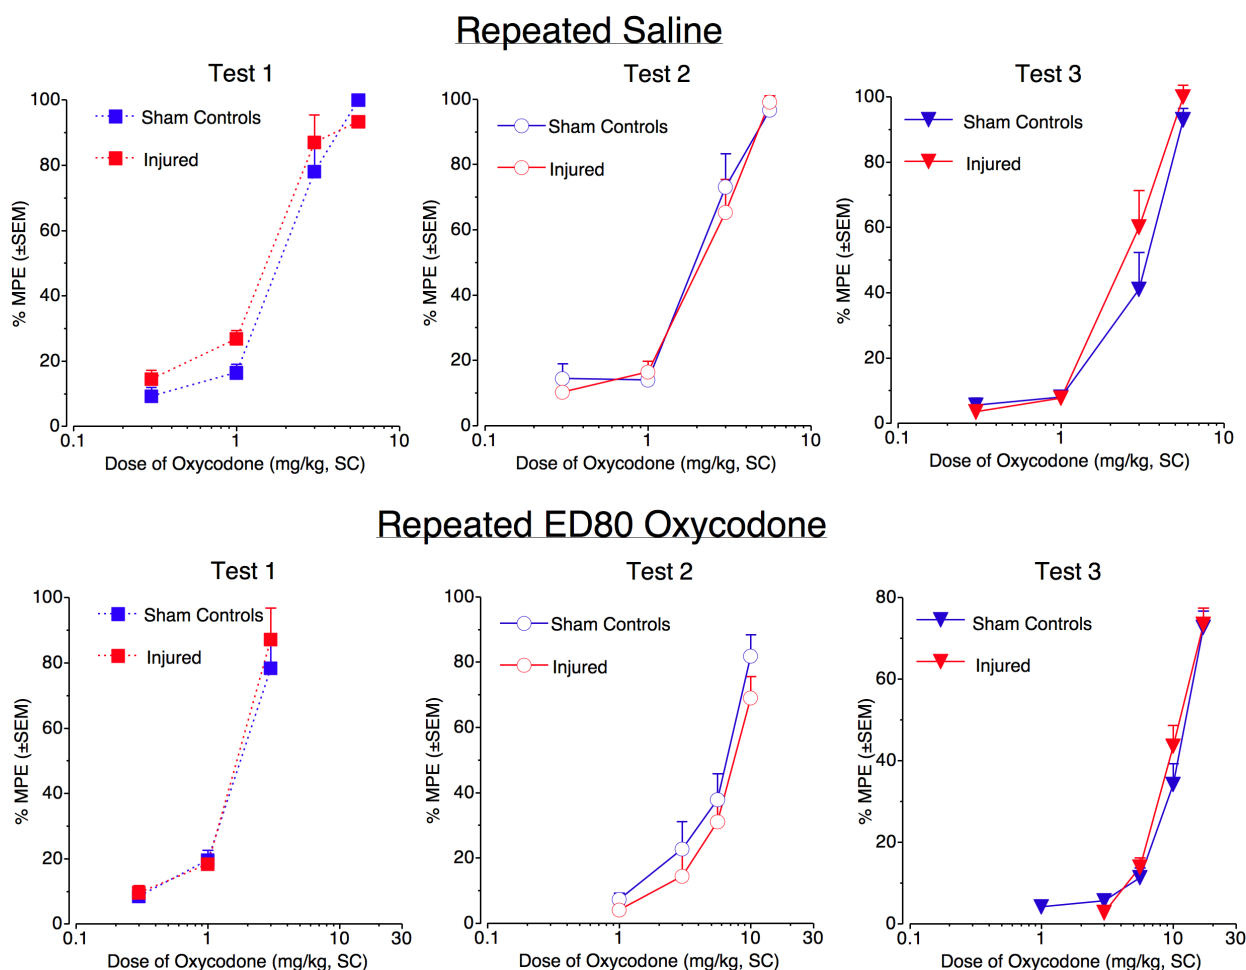 Repeated Saline
Test 1
Test 2
Test 3
% MPE (±SEM)
100
80
60
40
20
0
Sham Controls
Injured
0.1
1
10
Dose of Oxycodone (mg/kg, SC)
% MPE (±SEM)
100
80
60
40
20
0
Sham Controls
Injured
0.1
1
10
Dose of Oxycodone (mg/kg, SC)
% MPE (±SEM)
100
80
60
40
20
0
Sham Controls
Injured
0.1
1
10
Dose of Oxycodone (mg/kg, SC)
Repeated ED80 Oxycodone
Test 1
Test 2
Test 3
% MPE (±SEM)
100
80
60
40
20
0
Sham Controls
Injured
0.1
1
10
30
Dose of Oxycodone (mg/kg, SC)
% MPE (±SEM)
100
80
60
40
20
0
Sham Controls
Injured
0.1
1
10
30
Dose of Oxycodone (mg/kg, SC)
% MPE (±SEM)
80
60
40
20
0
Sham Controls
Injured
0.1
1
10
30
Dose of Oxycodone (mg/kg, SC)